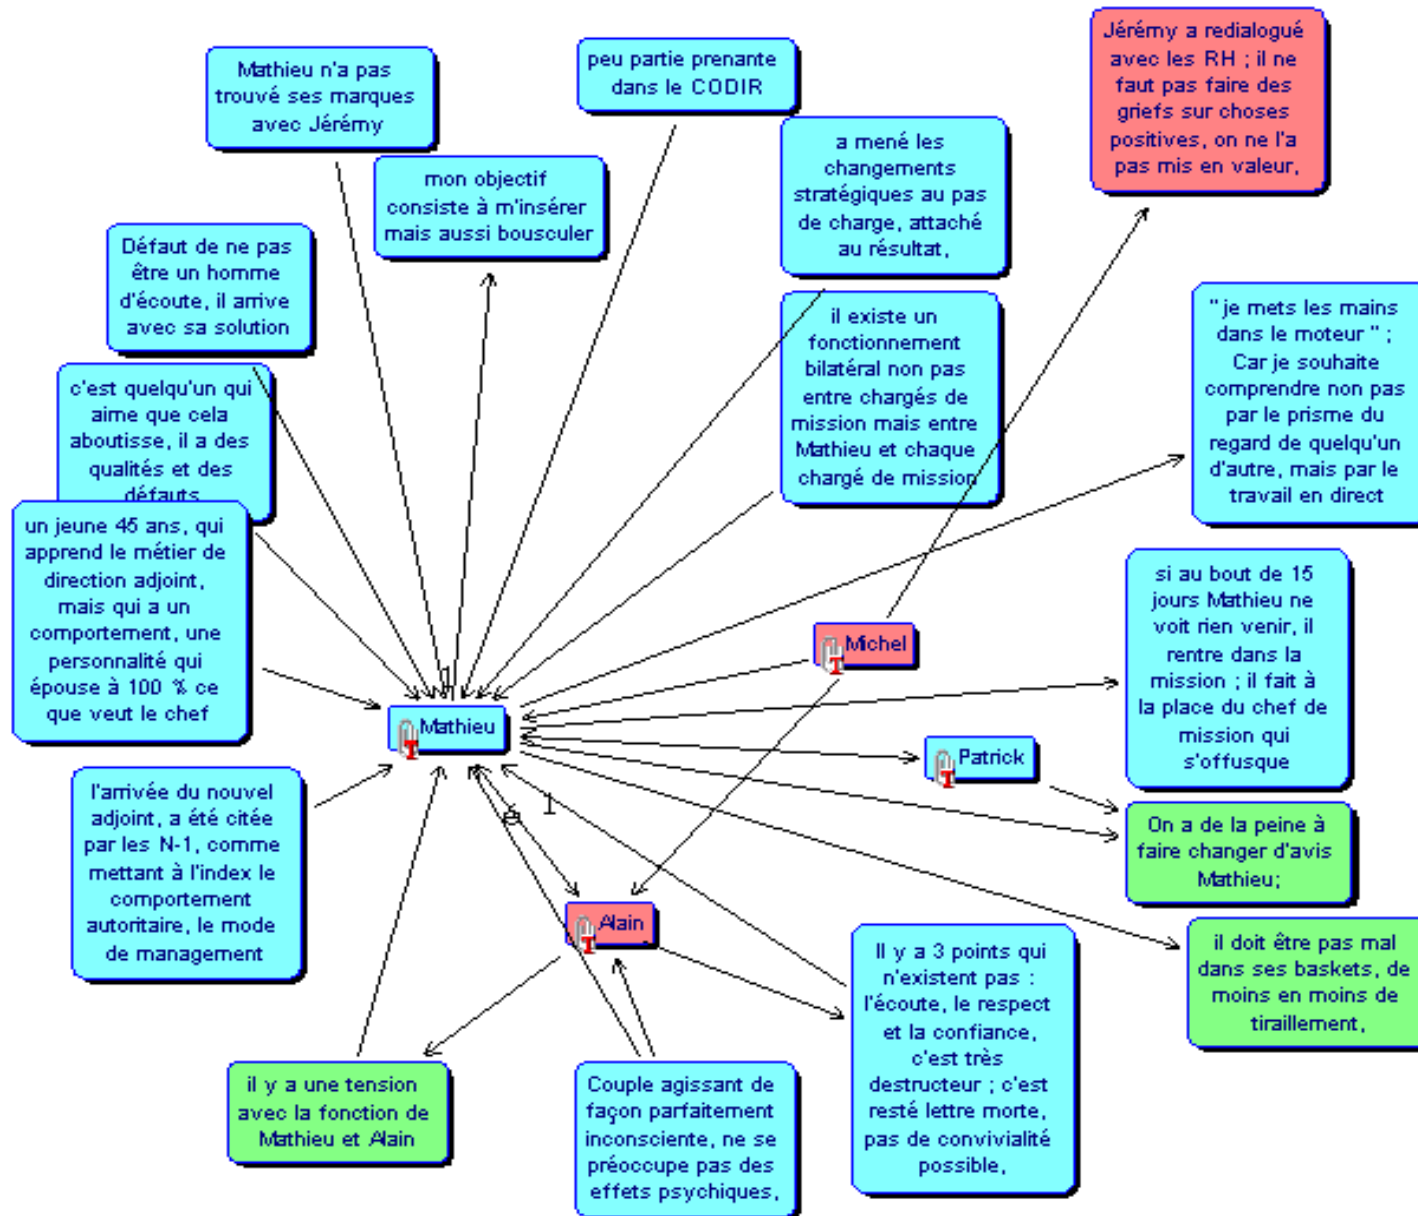 Mathieu n'a pas
trouvé ses marques
avec Jérémy
peu partie prenante
dans le CODIR
Jérémy a redialogué
avec les RH ; il ne
faut pas faire des
griefs sur choses
positives, on ne l'a
pas mis en valeur,
mon objectif
consiste à m'insérer
mais aussi bousculer
a mené les
changements
stratégiques au pas
de charge, attaché
au résultat,
Défaut de ne pas
être un homme
d'écoute, il arrive
avec sa solution
il existe un
fonctionnement
bilatéral non pas
entre chargés de
mission mais entre
Mathieu et chaque
chargé de mission
" je mets les mains
dans le moteur " ;
Car je souhaite
comprendre non pas
par le prisme du
regard de quelqu'un
d'autre, mais par le
travail en direct
c'est quelqu'un qui
aime que cela
aboutisse, il a des
qualités et des
défauts
un jeune 45 ans, qui
apprend le métier de
direction adjoint,
mais qui a un
comportement, une
personnalité qui
épouse à 100 % ce
que veut le chef
si au bout de 15
jours Mathieu ne
voit rien venir, il
rentre dans la
mission ; il fait à
la place du chef de
mission qui
s'offusque
Michel
1
Mathieu
Patrick
l'arrivée du nouvel
adjoint, a été citée
par les N-1, comme
mettant à l'index le
comportement
autoritaire, le mode
de management
1
On a de la peine à
faire changer d'avis
Mathieu;
Alain
il doit être pas mal
dans ses baskets, de
moins en moins de
tiraillement,
Il y a 3 points qui
n'existent pas :
l'écoute, le respect
et la confiance,
c'est très
destructeur ; c'est
resté lettre morte,
pas de convivialité
possible,
il y a une tension
avec la fonction de
Mathieu et Alain
Couple agissant de
façon parfaitement
inconsciente, ne se
préoccupe pas des
effets psychiques,